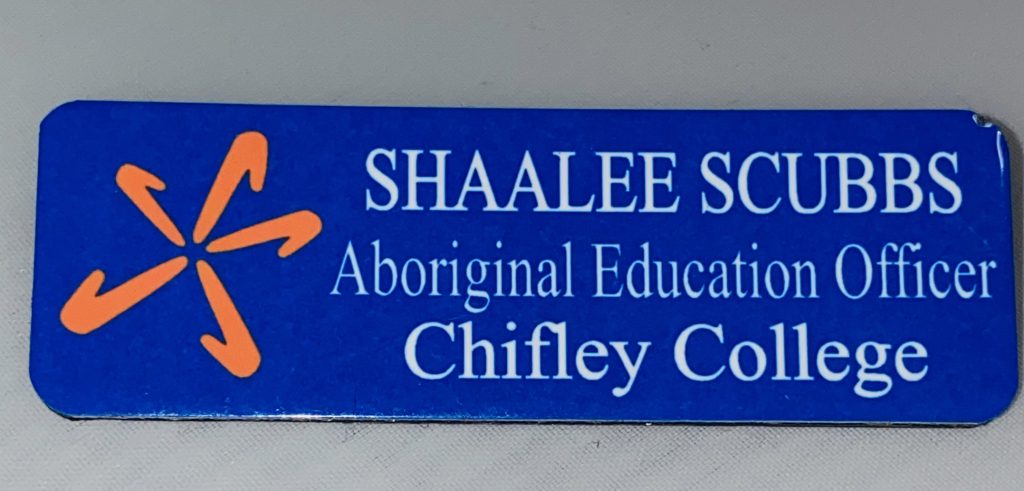 SHAALEE SCUBBS
Aboriginal Education Officer
Chifley College